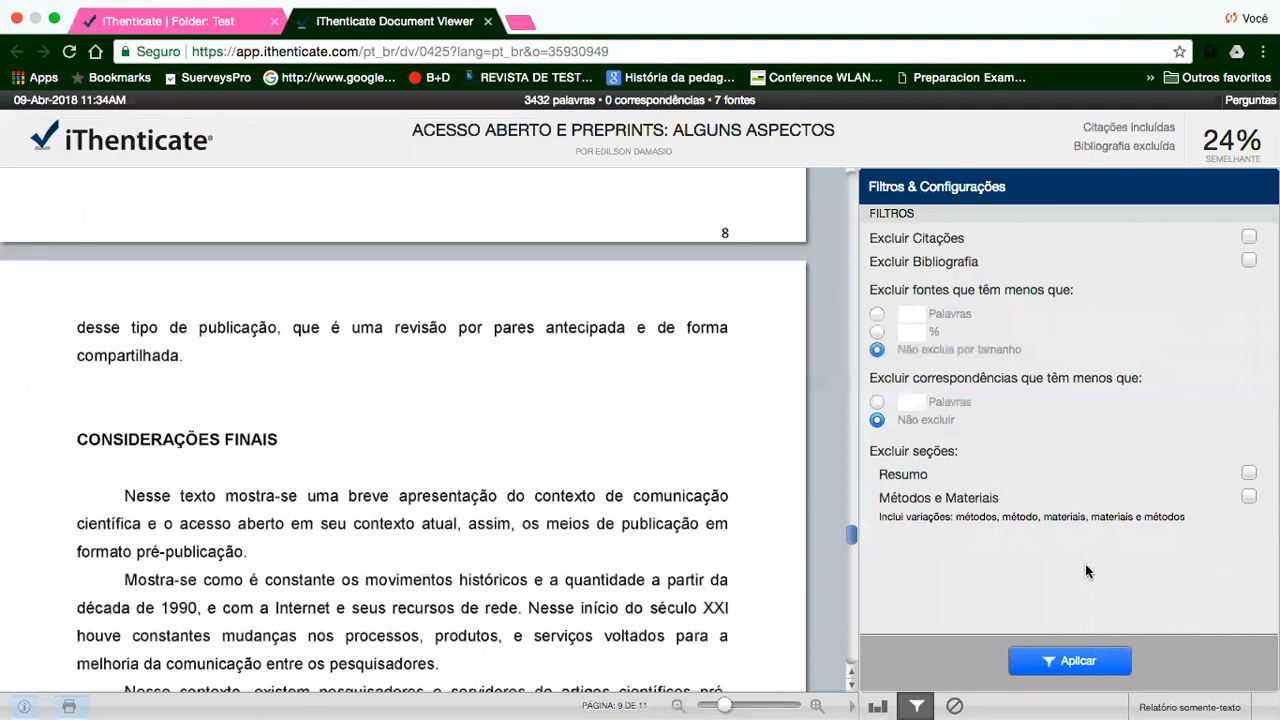 iThenticate | Folder: Test
iThenticate Document Viewer
Você
Seguro
https://app.ithenticate.com/pt_br/dv/0425?lang=pt_br&o=35930949
Apps
Bookmarks
SuerveysPro
http://www.google...
B+D
REVISTA DE TEST...
História da pedag...
Conference WLAN...
Preparacion Exam...
»
Outros favoritos
09-Abr-2018 11:34AM
3432 palavras • 0 correspondências • 7 fontes
Perguntas
iThenticate®
ACESSO ABERTO E PREPRINTS: ALGUNS ASPECTOS
POR EDILSON DAMASIO
Citações incluídas
Bibliografia excluída
24%
SEMELHANTE
8
desse tipo de publicação, que é uma revisão por pares antecipada e de forma
compartilhada.
CONSIDERAÇÕES FINAIS
Nesse texto mostra-se uma breve apresentação do contexto de comunicação
científica e o acesso aberto em seu contexto atual, assim, os meios de publicação em
formato pré-publicação.
Mostra-se como é constante os movimentos históricos e a quantidade a partir da
década de 1990, e com a Internet e seus recursos de rede. Nesse início do século XXI
houve constantes mudanças nos processos, produtos, e serviços voltados para a
melhoria da comunicação entre os pesquisadores.
Nesse contexto, existem pesquisadores e servidores de artigos científicos pré-
Filtros & Configurações
FILTROS
Excluir Citações
Excluir Bibliografia
Excluir fontes que têm menos que:
Palavras
%
Não exclua por tamanho
Excluir correspondências que têm menos que:
Palavras
Não excluir
Excluir seções:
Resumo
Métodos e Materiais
Inclui variações: métodos, método, materiais, materiais e métodos
Aplicar
PÁGINA: 9 DE 11
Relatório somente-texto